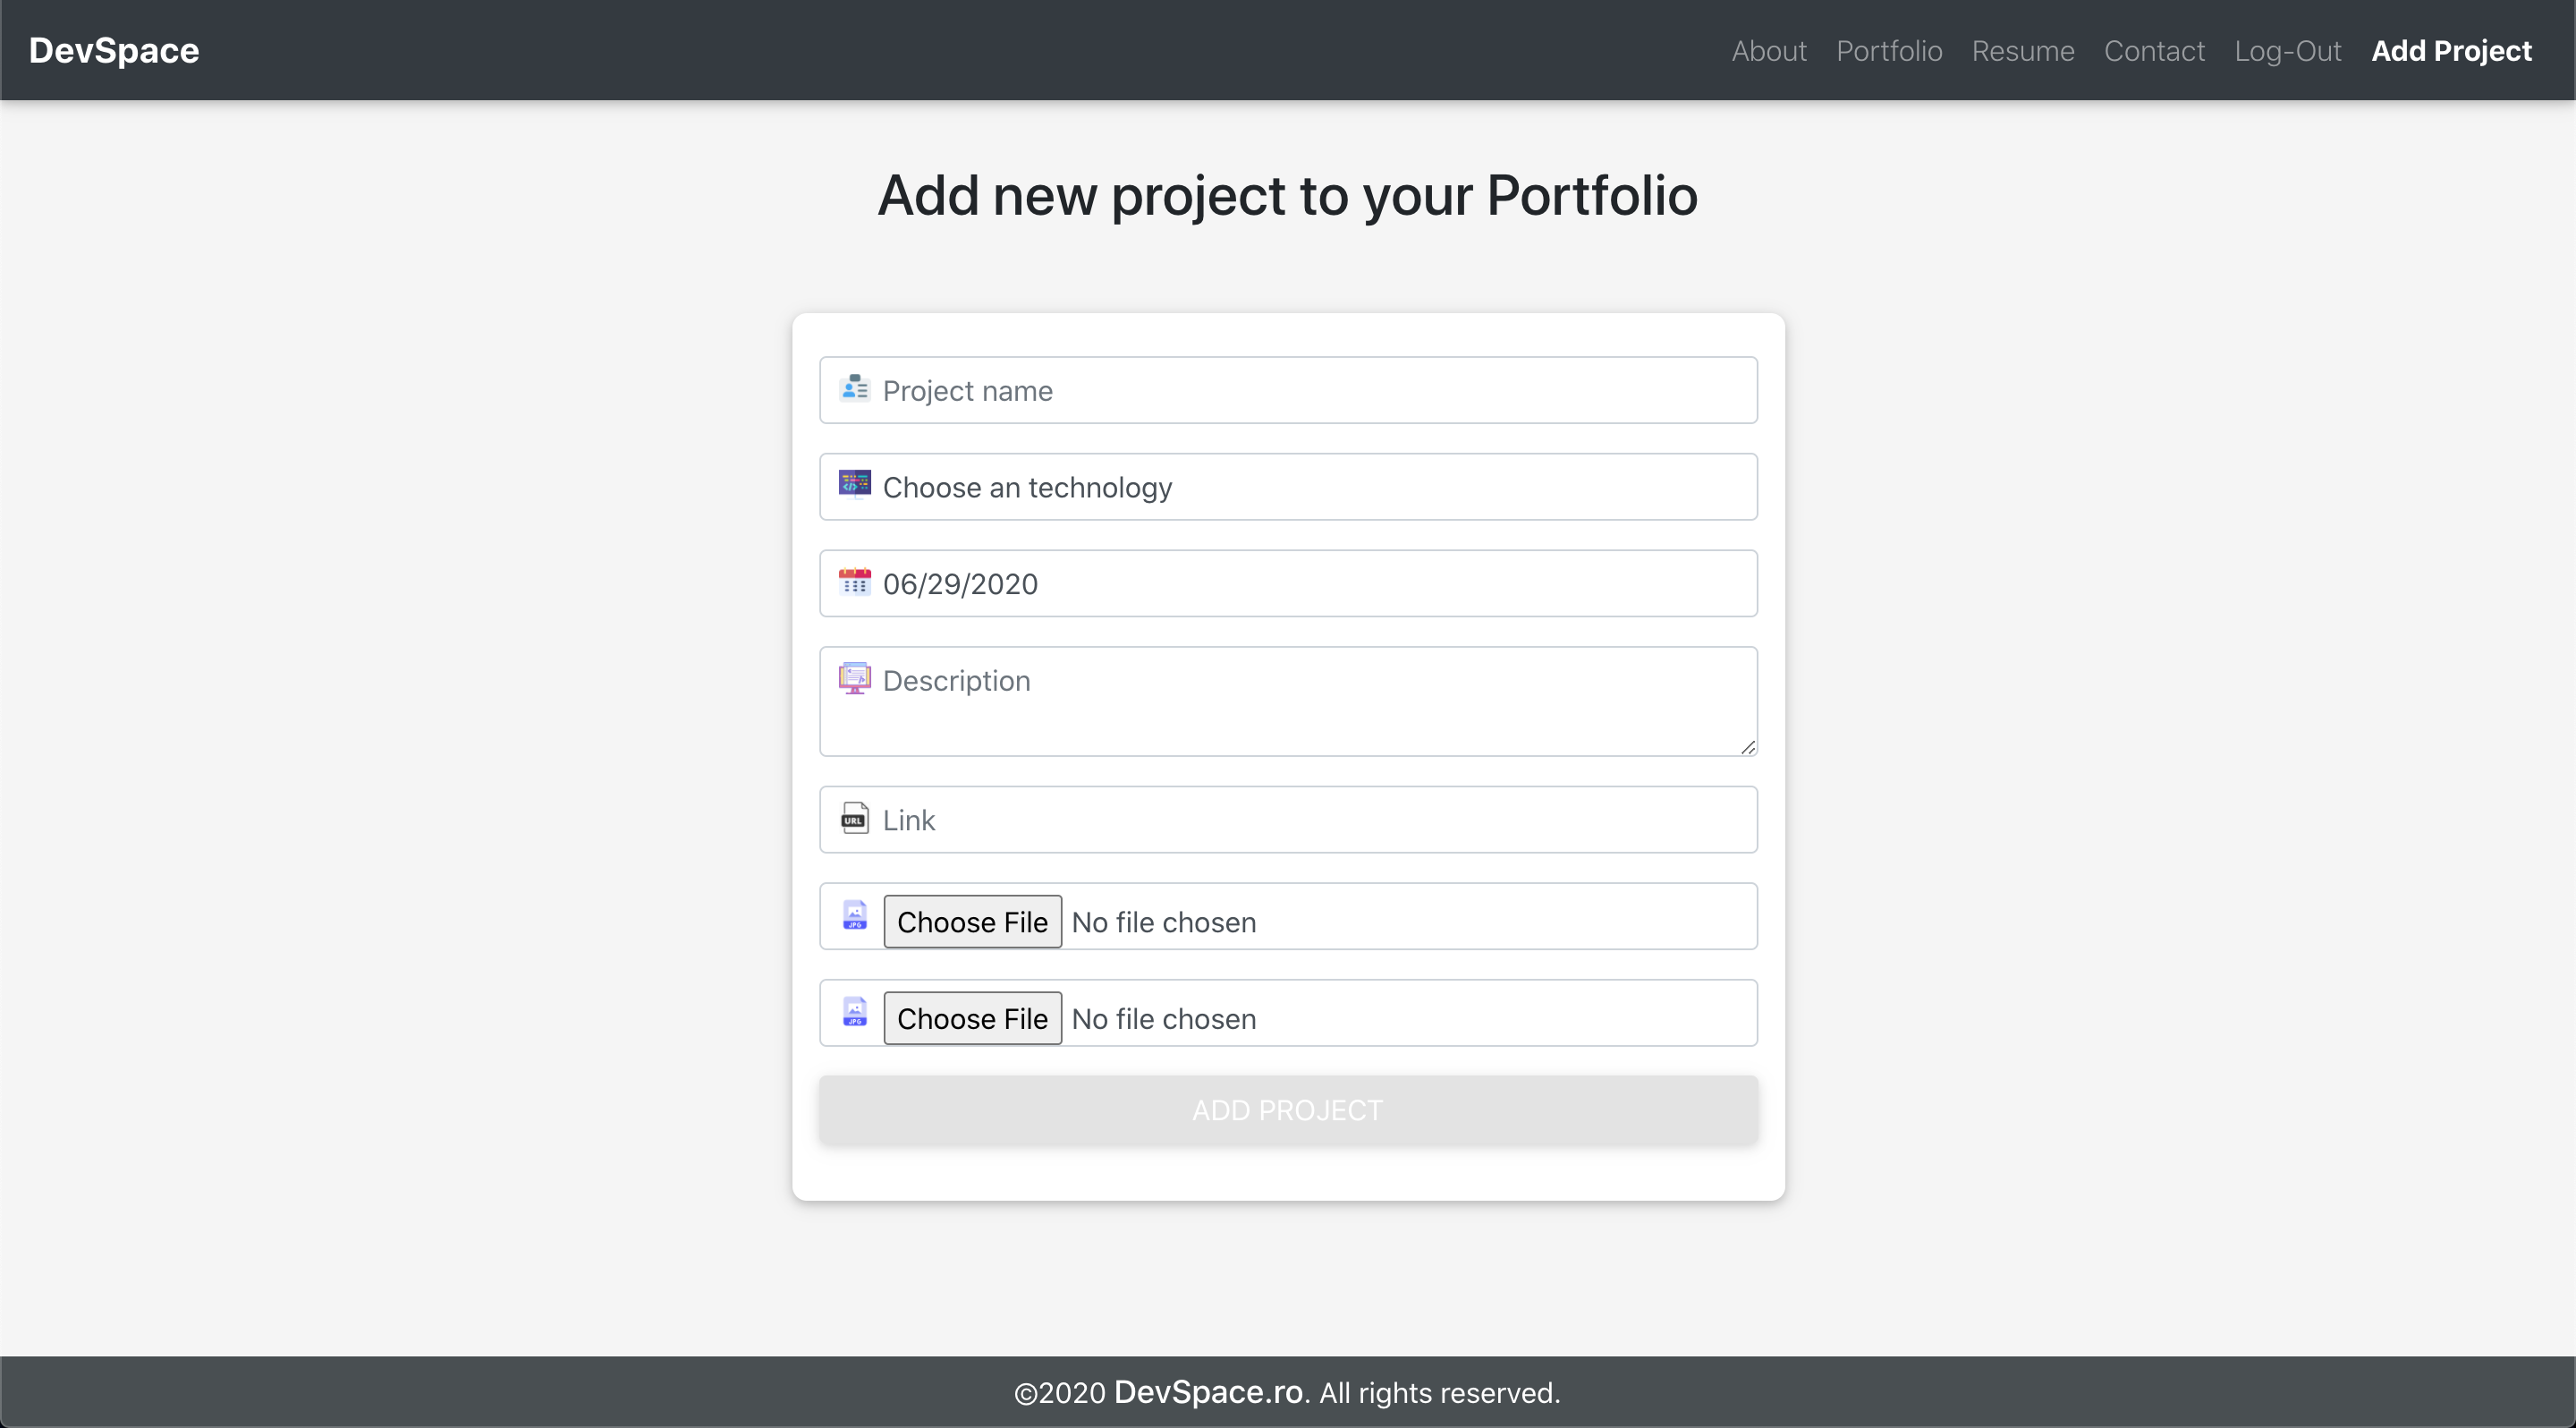 DevSpace
About Portfolio Resume Contact Log-Out Add Project
Add new project to your Portfolio
Project name
Choose an technology
06/29/2020
Description
URL Link
JPG Choose File No file chosen
JPG Choose File No file chosen
ADD PROJECT
©2020 DevSpace.ro. All rights reserved.